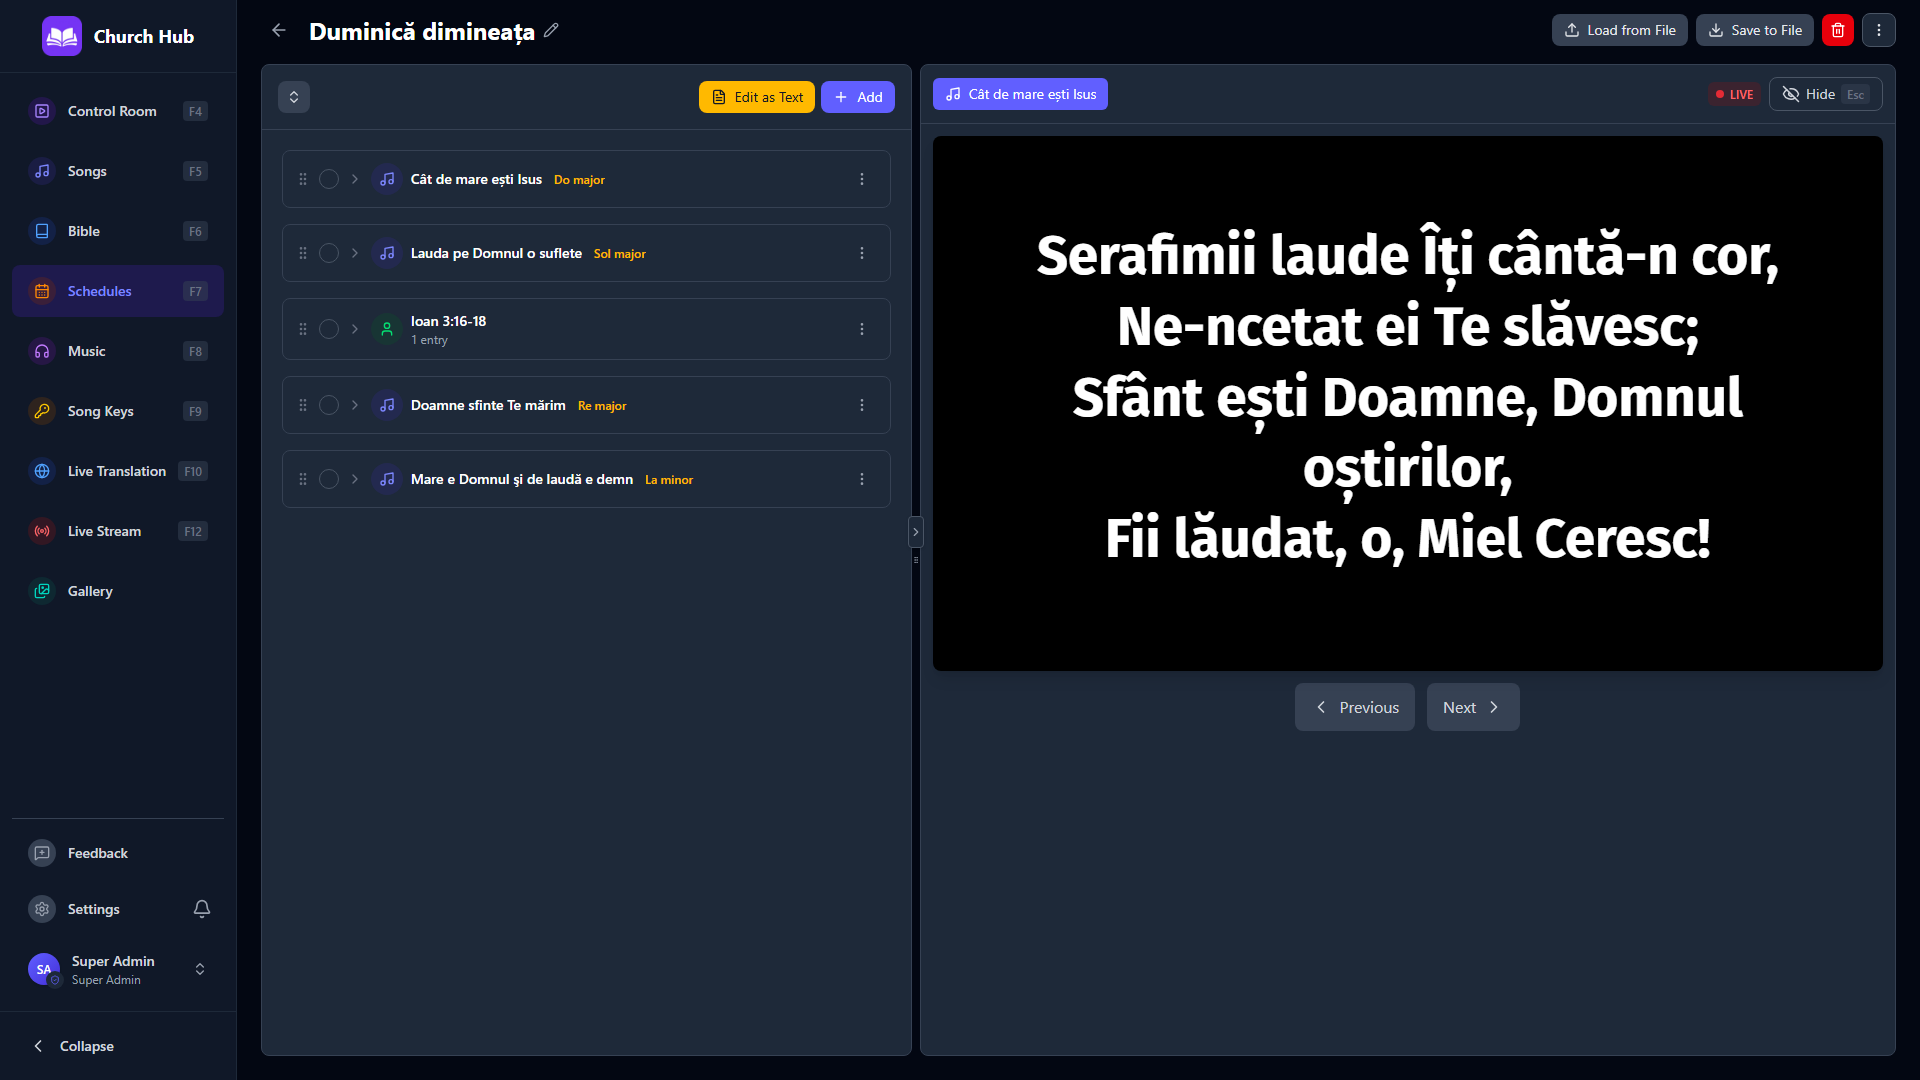 Church Hub
Control Room F4
Songs F5
Bible F6
Schedules F7
Music F8
Song Keys F9
Live Translation F10
Live Stream F12
Gallery
Feedback
Settings
SA
Super Admin
Super Admin
Collapse
Duminică dimineața
Load from File
Save to File
Edit as Text
Add
Cât de mare ești Isus Do major
Lauda pe Domnul o suflete Sol major
Ioan 3:16-18
1 entry
Doamne sfinte Te mărim Re major
Mare e Domnul şi de laudă e demn La minor
Cât de mare ești Isus
LIVE
Hide Esc
Serafimii laude Îți cântă-n cor,
Ne-ncetat ei Te slăvesc;
Sfânt ești Doamne, Domnul
oștirilor,
Fii lăudat, o, Miel Ceresc!
Previous
Next